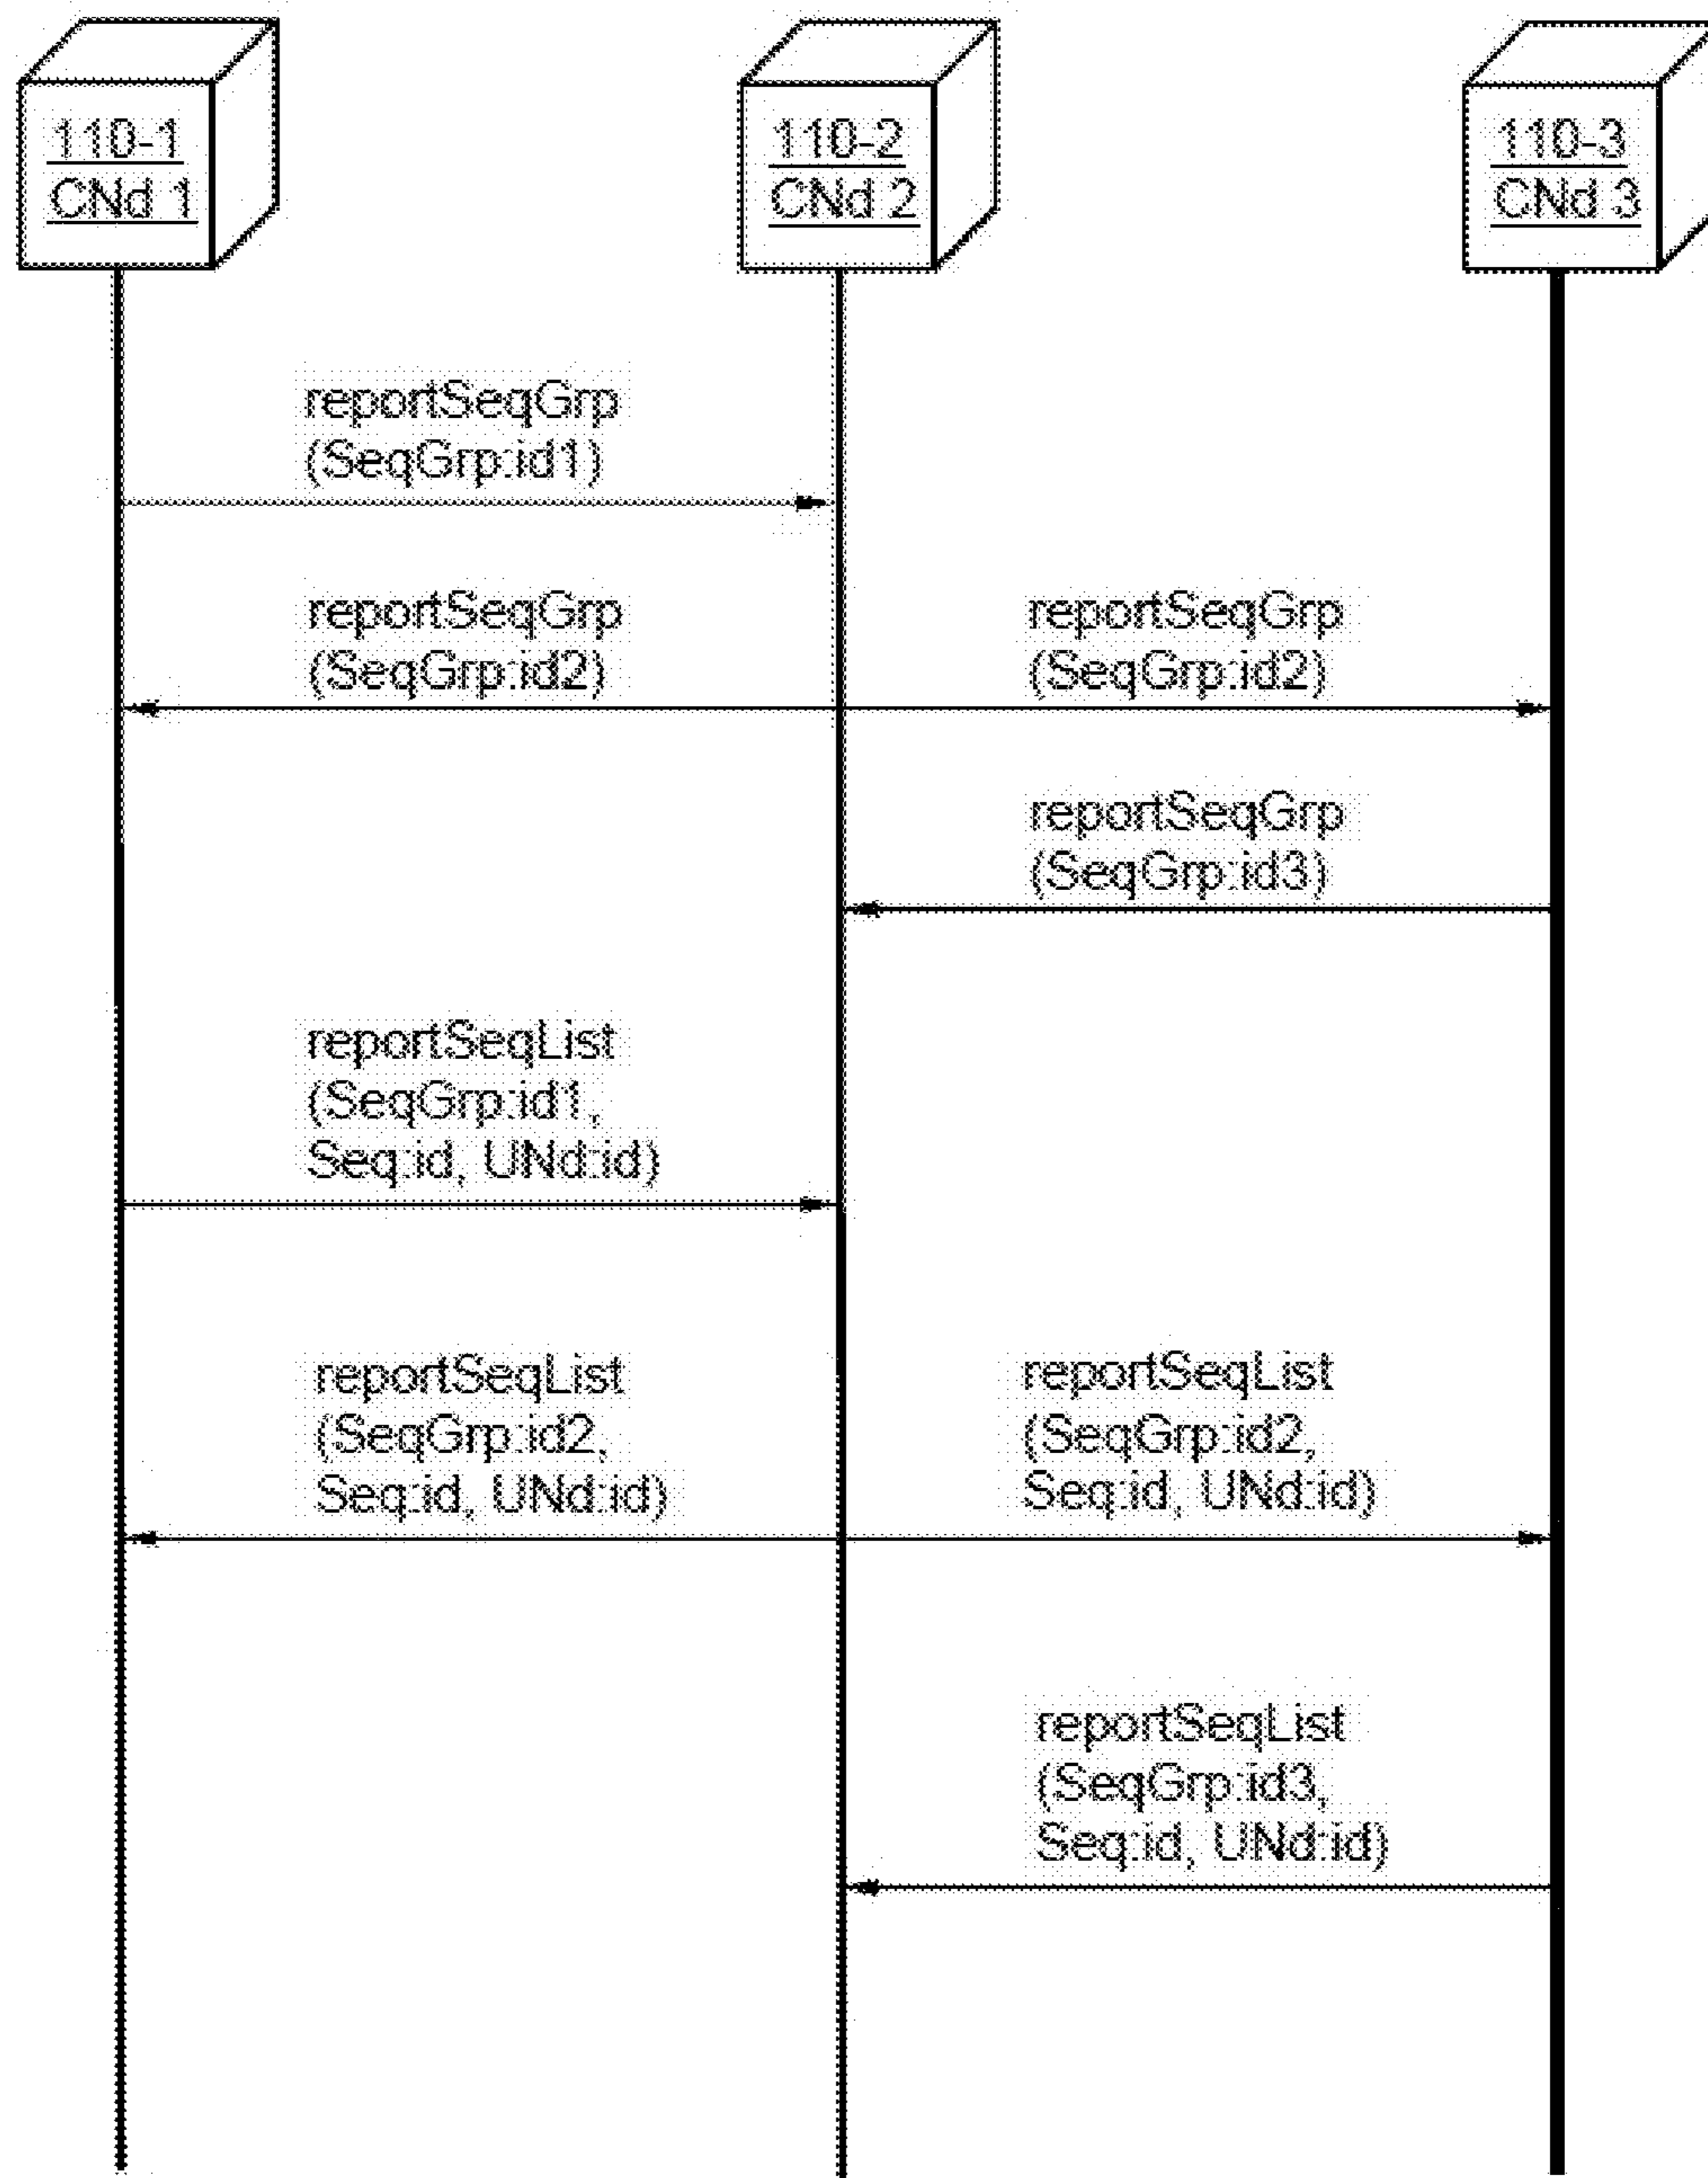 110-1
CNd 1
110-2
CNd 2
110-3
CNd 3
reportSeqGrp
(SeqGrp:id1)
reportSeqGrp
(SeqGrp:id2)
reportSeqGrp
(SeqGrp:id2)
reportSeqGrp
(SeqGrp:id3)
reportSeqList
(SeqGrp:id1,
Seq:id, UNd:id)
reportSeqList
(SeqGrp:id2,
Seq:id, UNd:id)
reportSeqList
(SeqGrp:id2,
Seq:id, UNd:id)
reportSeqList
(SeqGrp:id3,
Seq:id, UNd:id)